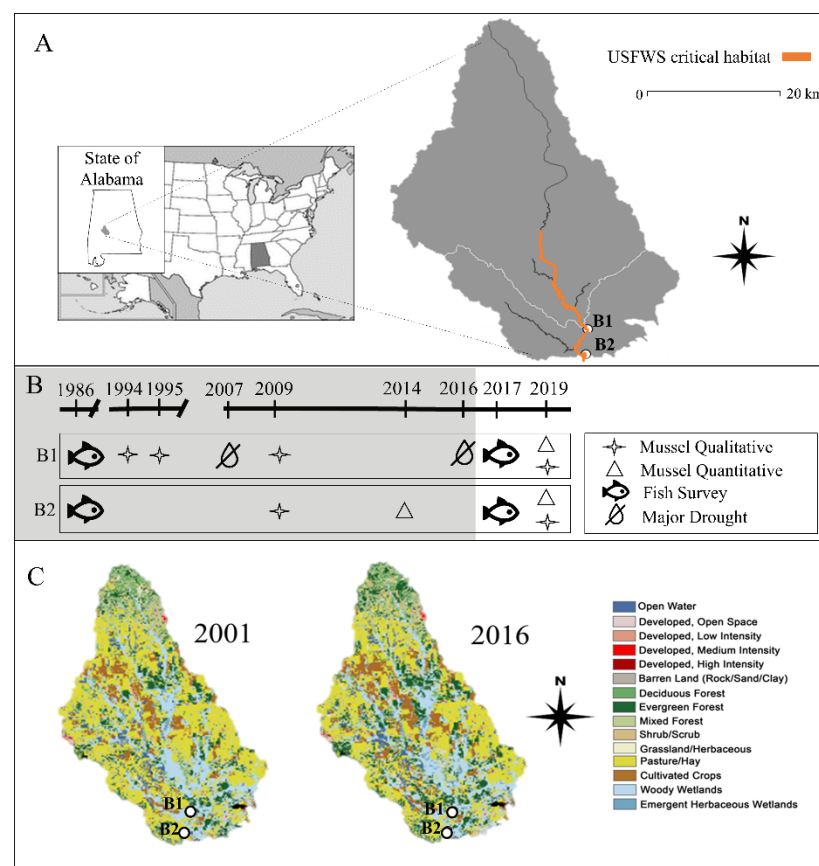 A
USFWS critical habitat
0 20 km
State of
Alabama
N
B1
B2
B
1986 1994 1995 2007 2009 2014 2016 2017 2019
B1
B2
Mussel Qualitative
Mussel Quantitative
Fish Survey
Major Drought
C
2001
2016
B1
B2
B1
B2
N
Open Water
Developed, Open Space
Developed, Low Intensity
Developed, Medium Intensity
Developed, High Intensity
Barren Land (Rock/Sand/Clay)
Deciduous Forest
Evergreen Forest
Mixed Forest
Shrub/Scrub
Grassland/Herbaceous
Pasture/Hay
Cultivated Crops
Woody Wetlands
Emergent Herbaceous Wetlands